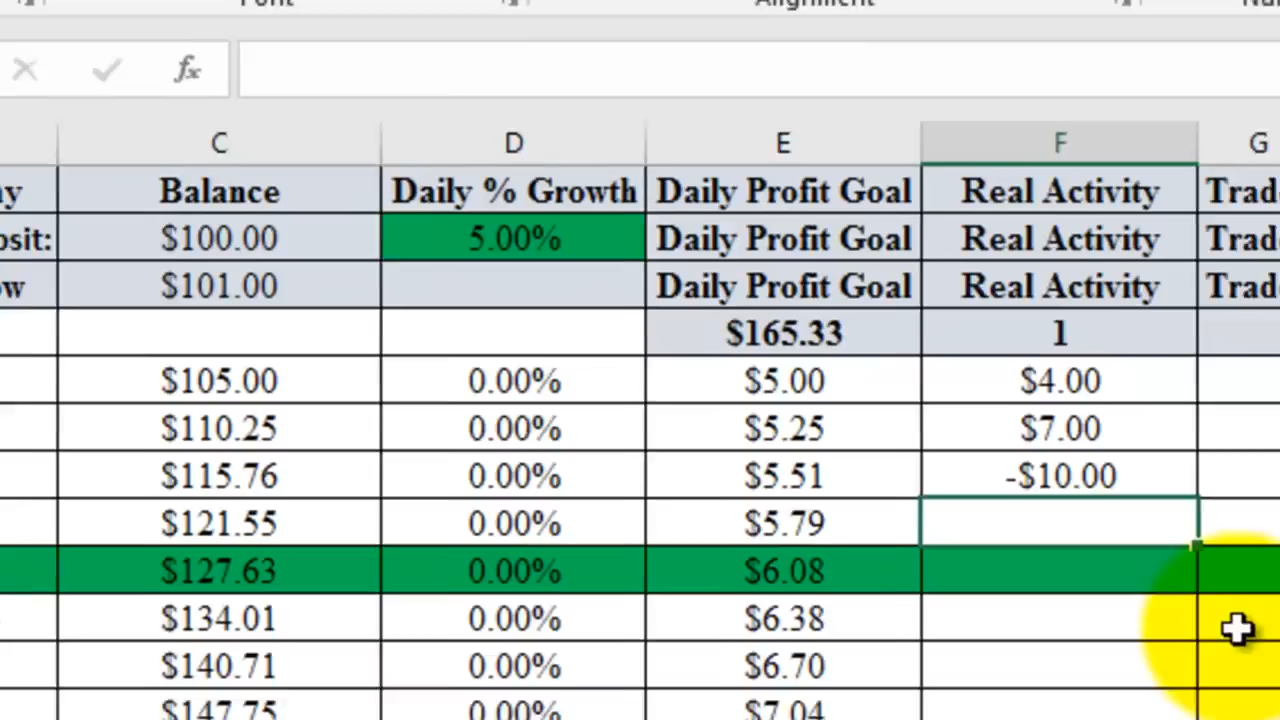 Alignment
fx
C D E F G
Balance Daily % Growth Daily Profit Goal Real Activity
$100.00 5.00% Daily Profit Goal Real Activity
$101.00 Daily Profit Goal Real Activity
$165.33 1
$105.00 0.00% $5.00 $4.00
$110.25 0.00% $5.25 $7.00
$115.76 0.00% $5.51 -$10.00
$121.55 0.00% $5.79
$127.63 0.00% $6.08
$134.01 0.00% $6.38
$140.71 0.00% $6.70
$147.75 0.00% $7.04